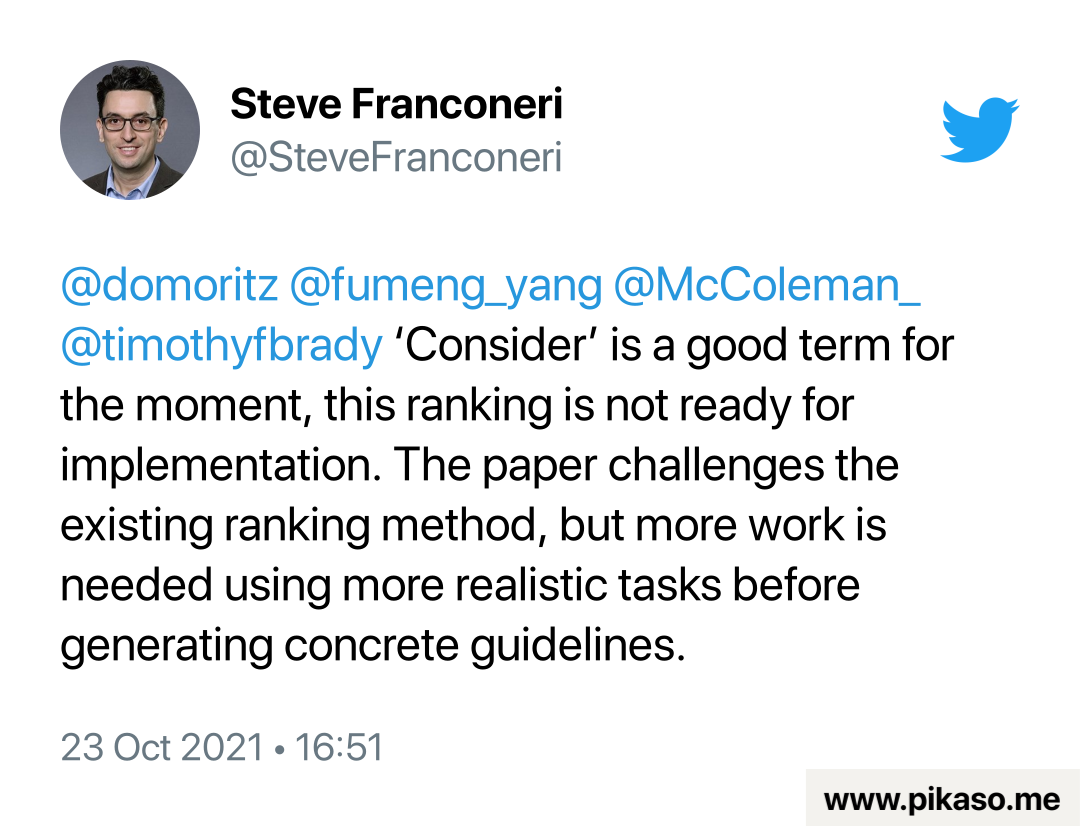 Steve Franconeri
@SteveFranconeri
@domoritz @fumeng_yang @McColeman_
@timothyfbrady ‘Consider’ is a good term for
the moment, this ranking is not ready for
implementation. The paper challenges the
existing ranking method, but more work is
needed using more realistic tasks before
generating concrete guidelines.
23 Oct 2021 • 16:51
www.pikaso.me